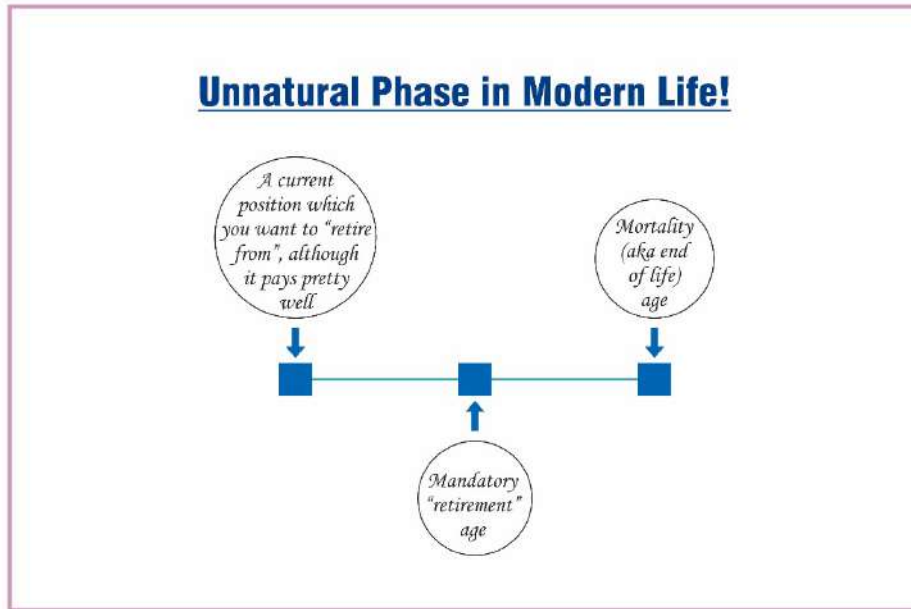 Unnatural Phase in Modern Life!
A current
position which
you want to “retire
from”, although
it pays pretty
well
Mortality
(aka end
of life)
age
Mandatory
“retirement”
age